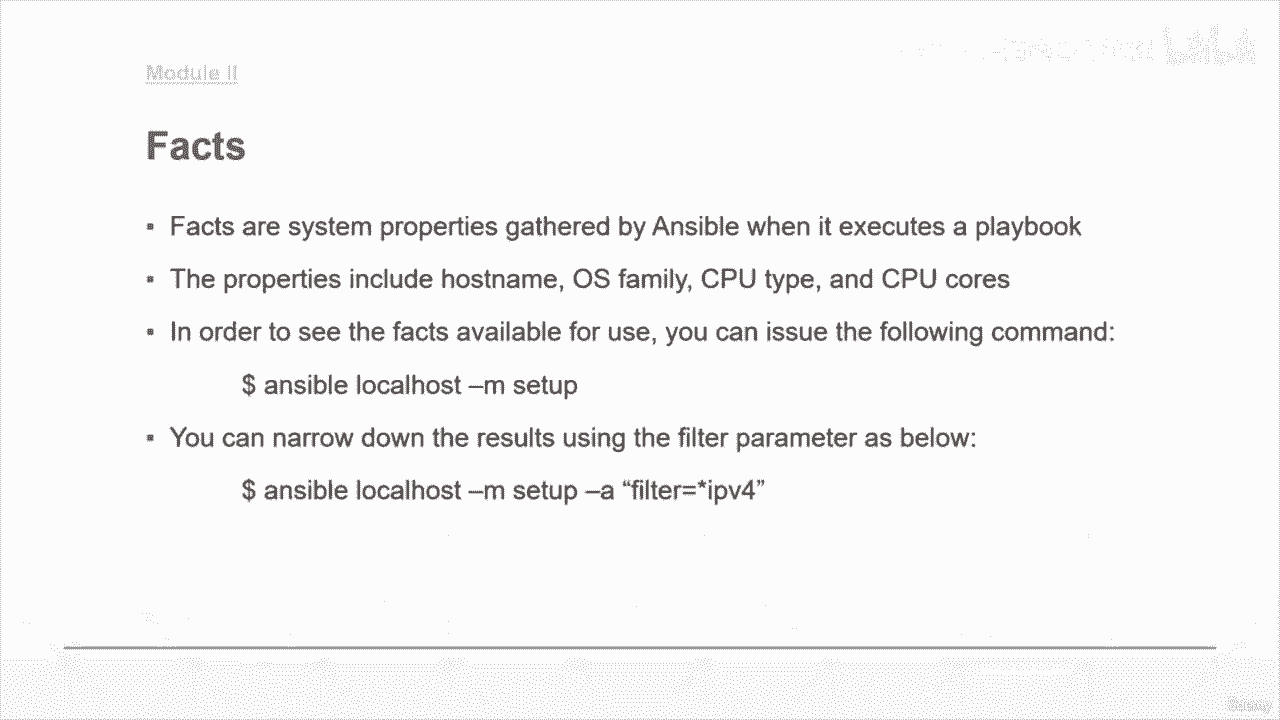 Module II
Facts
▪ Facts are system properties gathered by Ansible when it executes a playbook
▪ The properties include hostname, OS family, CPU type, and CPU cores
▪ In order to see the facts available for use, you can issue the following command:
$ ansible localhost –m setup
▪ You can narrow down the results using the filter parameter as below:
$ ansible localhost –m setup –a “filter=*ipv4”